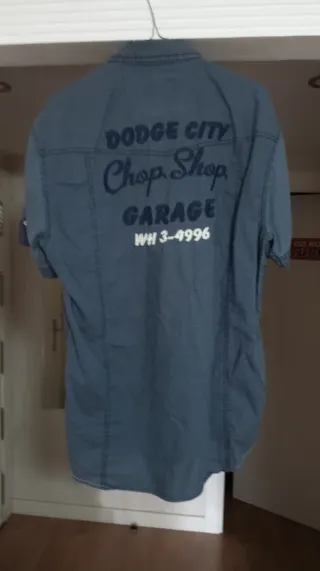 DODGE CITY
Chop Shop
GARAGE
WH 3-4996